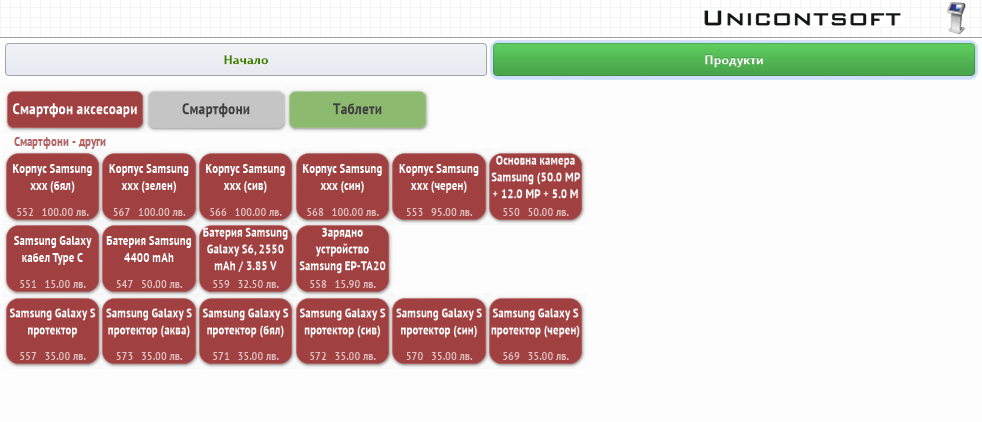 UNICONTSOFT
Начало
Продукти
Смартфон аксесоари
Смартфони
Таблети
Смартфони - други
Корпус Samsung
xxx (бял)
552 100.00 лв.
Корпус Samsung
xxx (зелен)
567 100.00 лв.
Корпус Samsung
xxx (сив)
566 100.00 лв.
Корпус Samsung
xxx (син)
568 100.00 лв.
Корпус Samsung
xxx (черен)
553 95.00 лв.
Основна камера
Samsung (50.0 MP
+ 12.0 MP + 5.0 M
550 50.00 лв.
Samsung Galaxy
кабел Type C
551 15.00 лв.
Батерия Samsung
4400 mAh
547 50.00 лв.
Батерия Samsung
Galaxy S6, 2550
mAh / 3.85 V
559 32.50 лв.
Зарядно
устройство
Samsung EP-TA20
558 15.90 лв.
Samsung Galaxy S
протектор
557 35.00 лв.
Samsung Galaxy S
протектор (аква)
573 35.00 лв.
Samsung Galaxy S
протектор (бял)
571 35.00 лв.
Samsung Galaxy S
протектор (сив)
572 35.00 лв.
Samsung Galaxy S
протектор (син)
570 35.00 лв.
Samsung Galaxy S
протектор (черен)
569 35.00 лв.